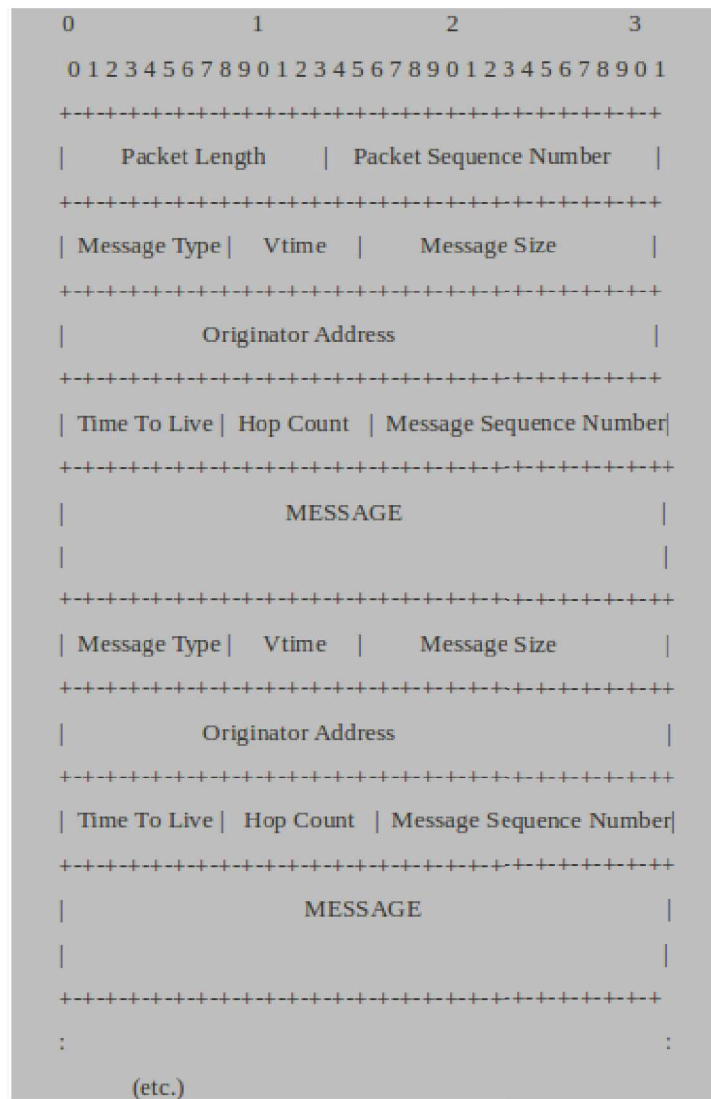 0 1 2 3
0 1 2 3 4 5 6 7 8 9 0 1 2 3 4 5 6 7 8 9 0 1 2 3 4 5 6 7 8 9 0 1
+-+-+-+-+-+-+-+-+-+-+-+-+-+-+-+-+-+-+-+-+-+-+-+-+-+-+-+-+-+-+-+-+
| Packet Length | Packet Sequence Number |
+-+-+-+-+-+-+-+-+-+-+-+-+-+-+-+-+-+-+-+-+-+-+-+-+-+-+-+-+-+-+-+-+
| Message Type | Vtime | Message Size |
+-+-+-+-+-+-+-+-+-+-+-+-+-+-+-+-+-+-+-+-+-+-+-+-+-+-+-+-+-+-+-+-+
| Originator Address |
+-+-+-+-+-+-+-+-+-+-+-+-+-+-+-+-+-+-+-+-+-+-+-+-+-+-+-+-+-+-+-+-+
| Time To Live | Hop Count | Message Sequence Number|
+-+-+-+-+-+-+-+-+-+-+-+-+-+-+-+-+-+-+-+-+-+-+-+-+-+-+-+-+-+-+-+-++
| MESSAGE |
| |
+-+-+-+-+-+-+-+-+-+-+-+-+-+-+-+-+-+-+-+-+-+-+-+-+-+-+-+-+-+-+-+-++
| Message Type | Vtime | Message Size |
+-+-+-+-+-+-+-+-+-+-+-+-+-+-+-+-+-+-+-+-+-+-+-+-+-+-+-+-+-+-+-+-++
| Originator Address |
+-+-+-+-+-+-+-+-+-+-+-+-+-+-+-+-+-+-+-+-+-+-+-+-+-+-+-+-+-+-+-+-++
| Time To Live | Hop Count | Message Sequence Number|
+-+-+-+-+-+-+-+-+-+-+-+-+-+-+-+-+-+-+-+-+-+-+-+-+-+-+-+-+-+-+-+-++
| MESSAGE |
| |
+-+-+-+-+-+-+-+-+-+-+-+-+-+-+-+-+-+-+-+-+-+-+-+-+-+-+-+-+-+-+-+-+
: :
(etc.)